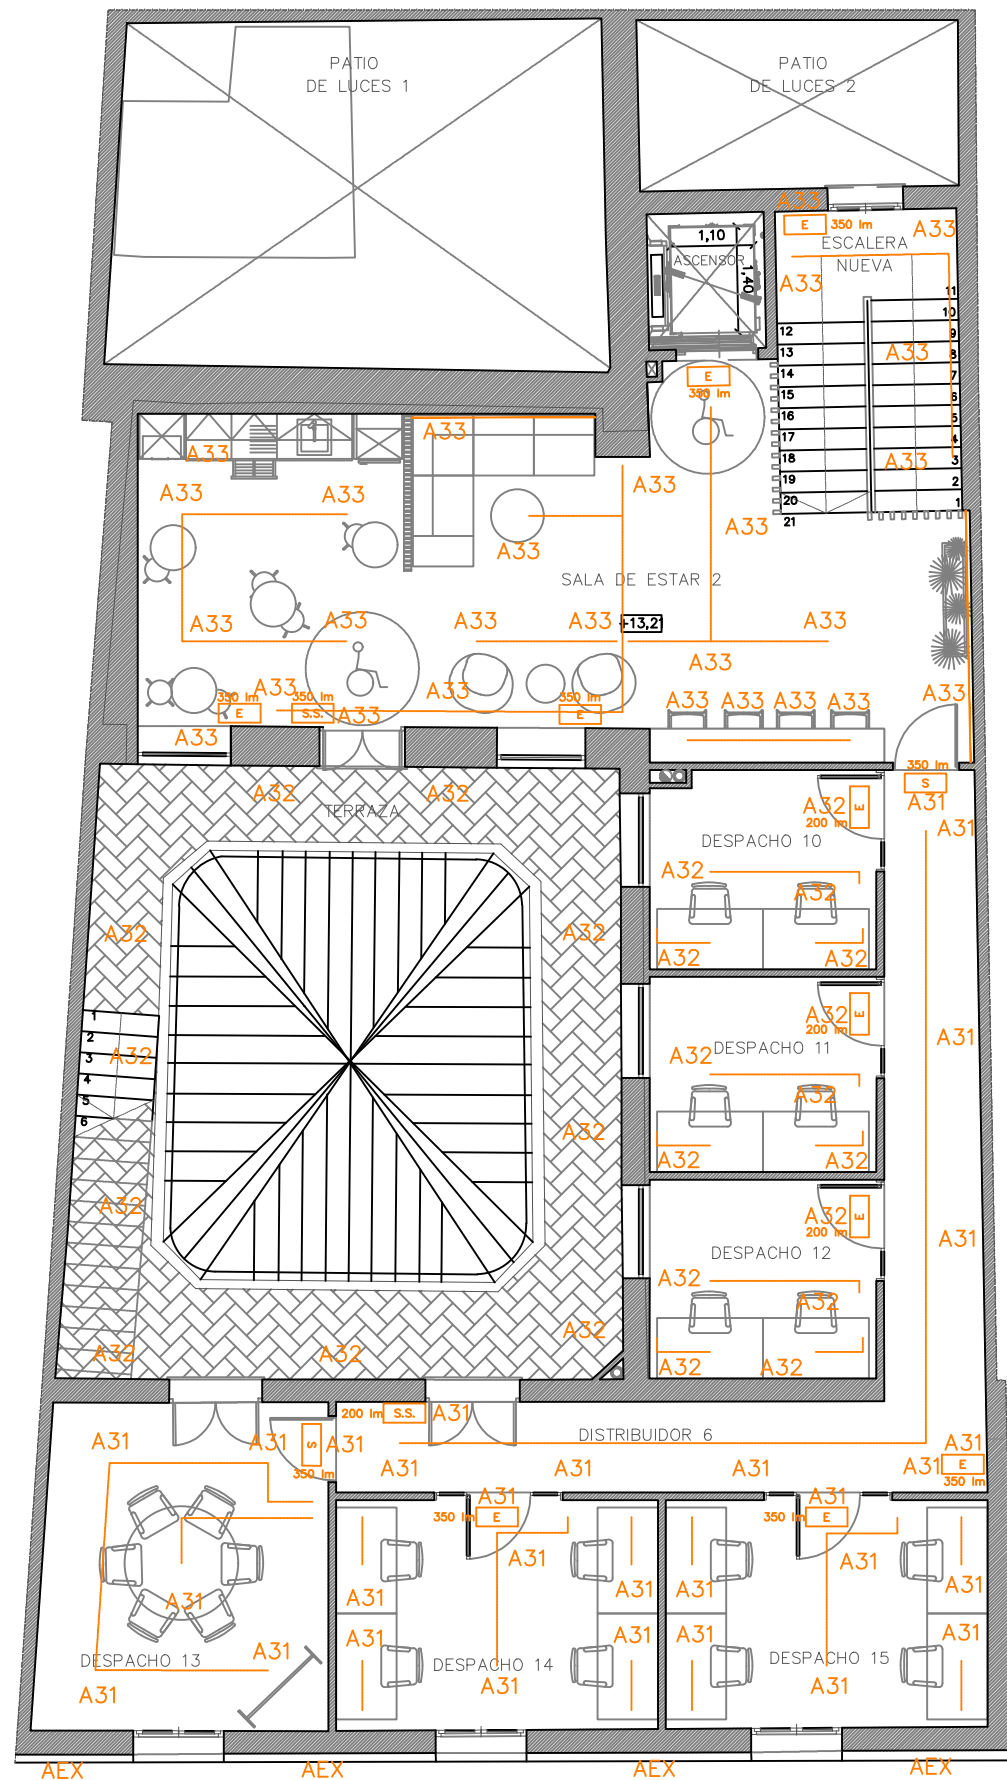 PATIO
DE LUCES 1
PATIO
DE LUCES 2
A33
E 350 lm
A33
ESCALERA
NUEVA
1,10
ASCENSOR
1,40
A33
11
10
12
9
13
A33
8
14
7
15
6
16
5
17
4
18
A33
3
19
2
20
1
21
E
350 lm
A33
A33
A33
A33
A33
A33
A33
SALA DE ESTAR 2
A33
A33
A33
A33
+13,21
A33
A33
A33
A33
A33
350 lm
E
350 lm
S.S.
A33
350 lm
E
A33
A33
A33
A33
A33
350 lm
S
A31
A32
A32
TERRAZA
A32
E
200 lm
A31
DESPACHO 10
A32
A32
A32
A32
A32
A32
1
2
3
4
5
6
A32
A32
E
200 lm
A31
DESPACHO 11
A32
A32
A32
A32
A32
A32
A32
E
200 lm
A31
DESPACHO 12
A32
A32
A32
A32
A32
A32
A32
200 lm S.S.
A31
DISTRIBUIDOR 6
A31
A31
S
A31
350 lm
A31
A31
A31
A31
A31
E
350 lm
A31
350 lm E
A31
350 lm E
A31
A31
A31
A31
A31
A31
A31
A31
A31
A31
A31
A31
A31
DESPACHO 13
DESPACHO 14
DESPACHO 15
A31
A31
A31
AEX
AEX
AEX
AEX